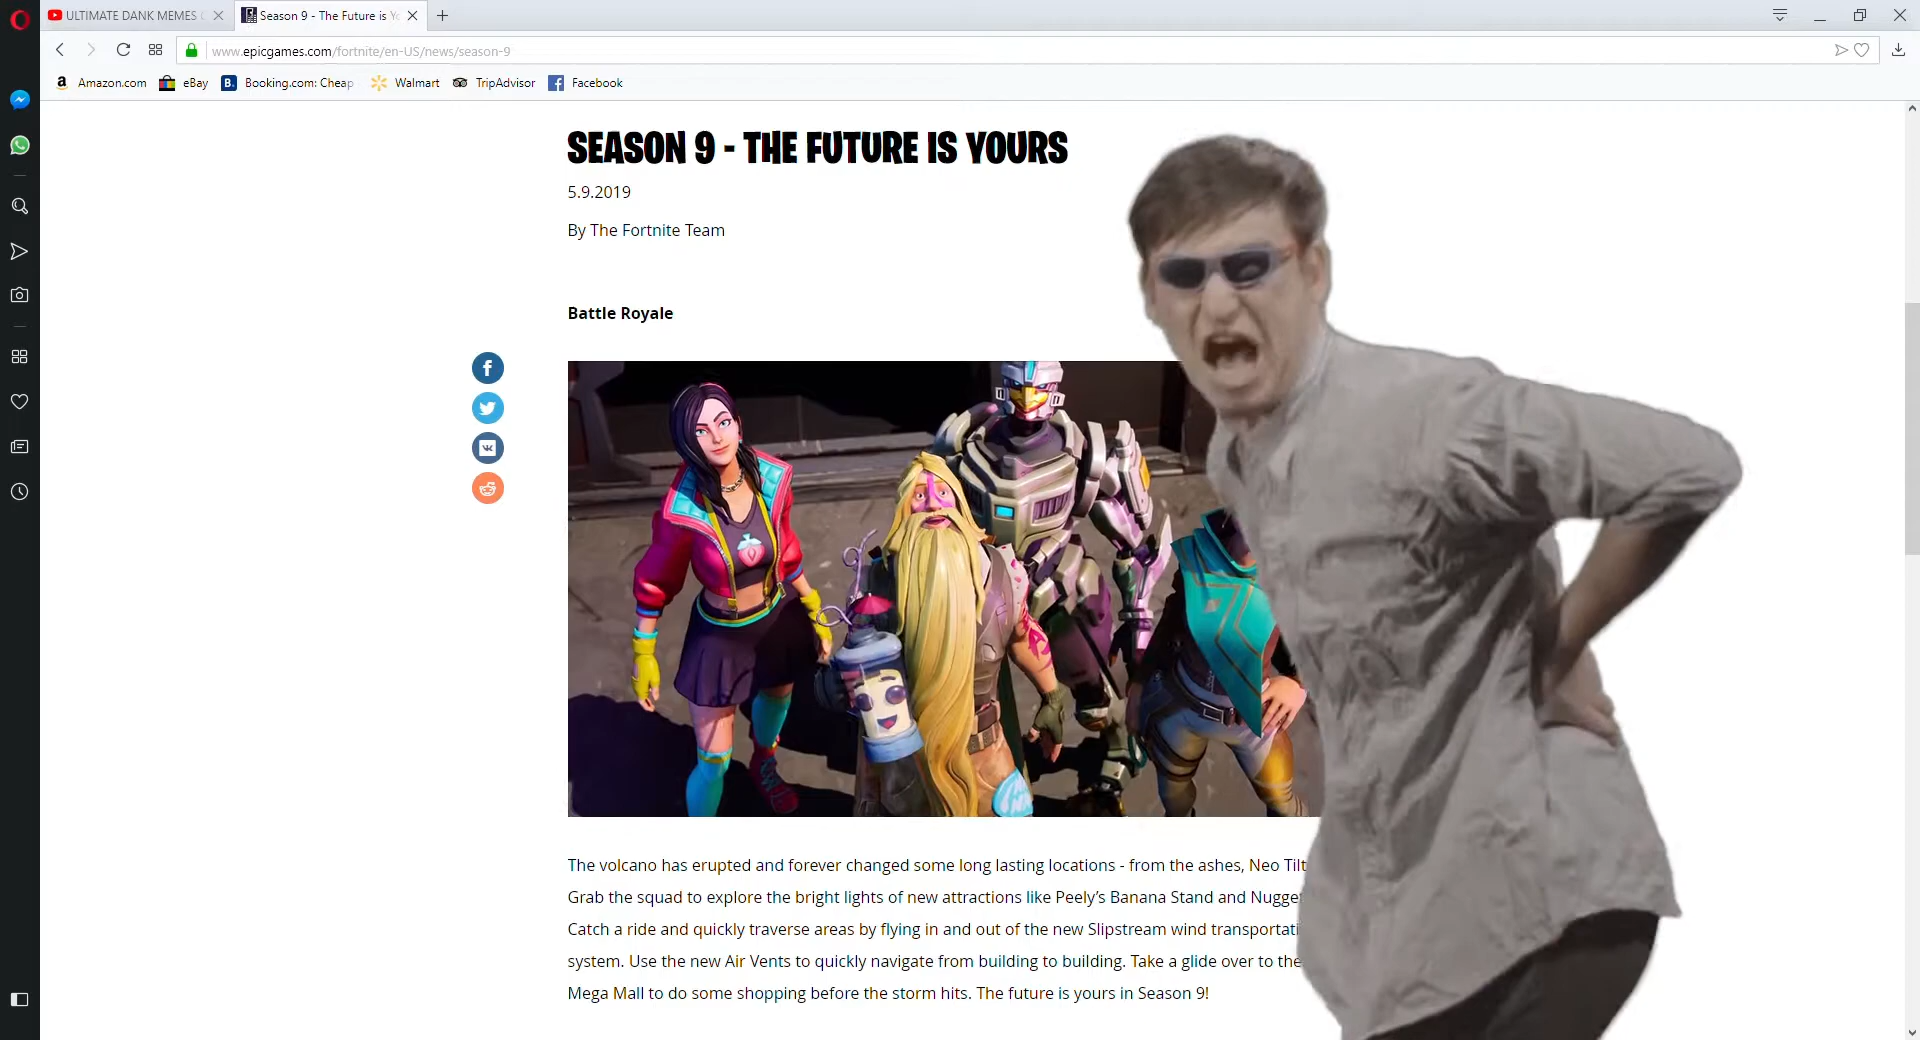 ULTIMATE DANK MEMES
Season 9 - The Future is Yo
www.epicgames.com/fortnite/en-US/news/season-9
Amazon.com
eBay
Booking.com: Cheap
Walmart
TripAdvisor
Facebook
SEASON 9 - THE FUTURE IS YOURS
5.9.2019
By The Fortnite Team
Battle Royale
The volcano has erupted and forever changed some long lasting locations - from the ashes, Neo Tilt
Grab the squad to explore the bright lights of new attractions like Peely’s Banana Stand and Nugge
Catch a ride and quickly traverse areas by flying in and out of the new Slipstream wind transportati
system. Use the new Air Vents to quickly navigate from building to building. Take a glide over to the
Mega Mall to do some shopping before the storm hits. The future is yours in Season 9!